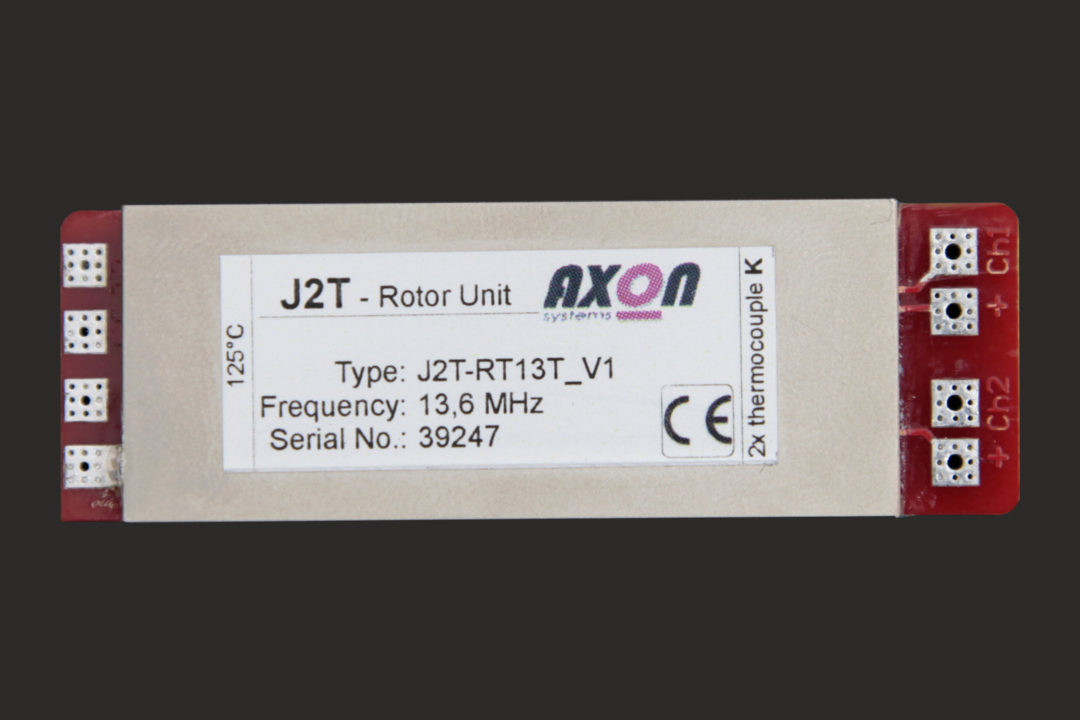 J2T - Rotor Unit
AXON
systems
125°C
Type: J2T-RT13T_V1
Frequency: 13,6 MHz
Serial No.: 39247
CE
2x thermocouple K
Ch1
+
Ch2
+